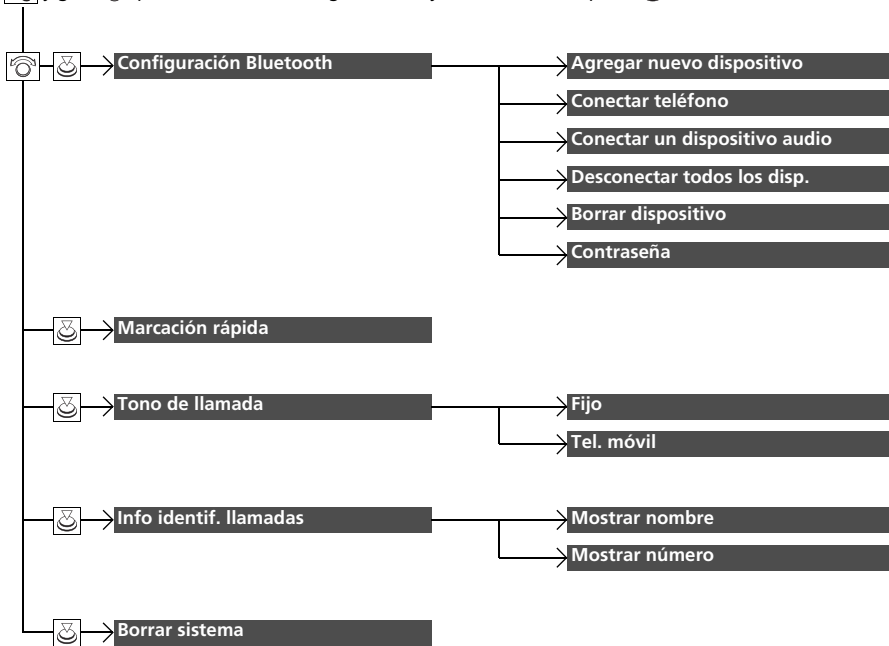 Configuración Bluetooth
Agregar nuevo dispositivo
Conectar teléfono
Conectar un dispositivo audio
Desconectar todos los disp.
Borrar dispositivo
Contraseña
Marcación rápida
Tono de llamada
Fijo
Tel. móvil
Info identif. llamadas
Mostrar nombre
Mostrar número
Borrar sistema